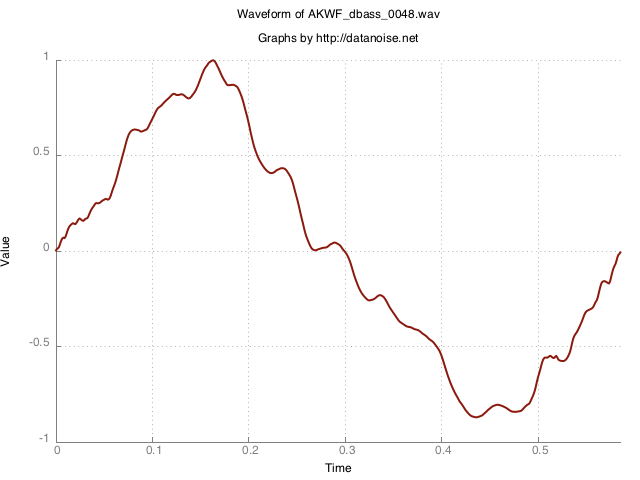 Waveform of AKWF_dbass_0048.wav
Graphs by http://datanoise.net
1
0.5
0
-0.5
-1
Value
0 0.1 0.2 0.3 0.4 0.5
Time